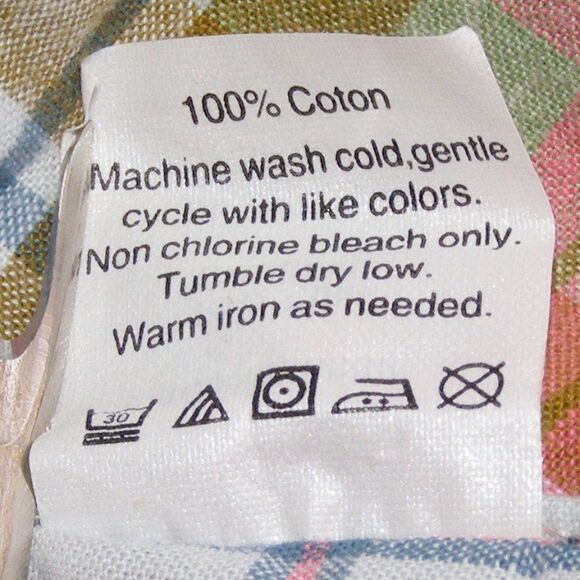 100% Coton
Machine wash cold,gentle
cycle with like colors.
Non chlorine bleach only.
Tumble dry low.
Warm iron as needed.
30